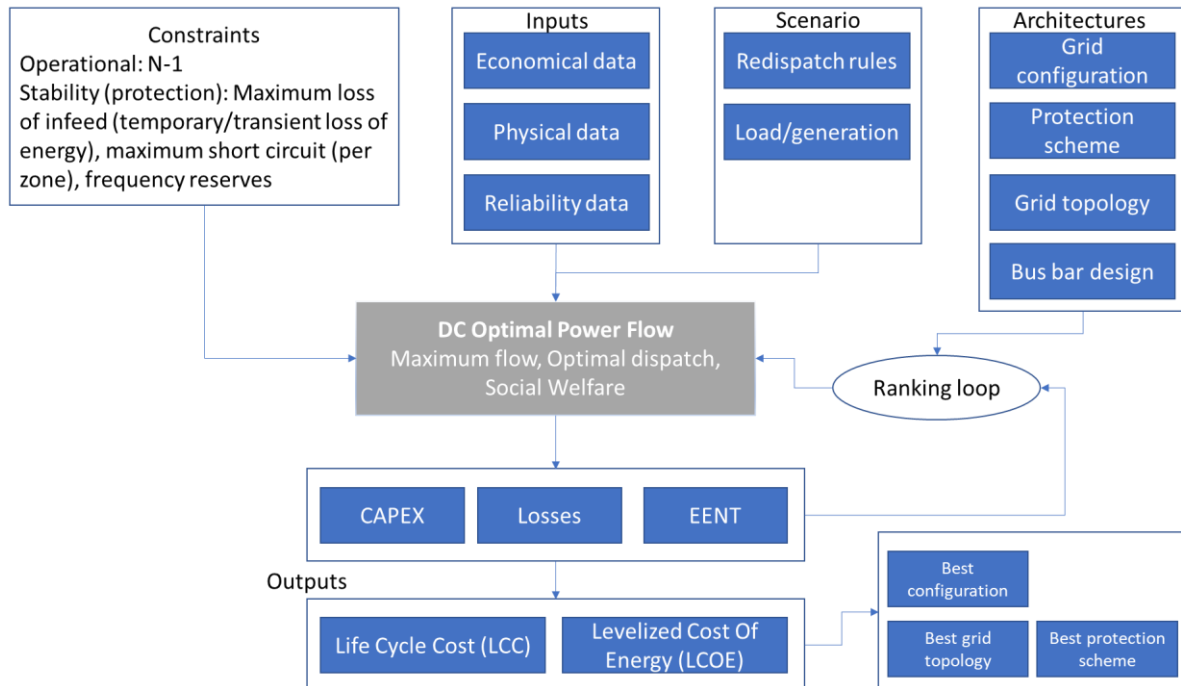 Constraints
Operational: N-1
Stability (protection): Maximum loss
of infeed (temporary/transient loss of
energy), maximum short circuit (per
zone), frequency reserves
Inputs
Economical data
Physical data
Reliability data
Scenario
Redispatch rules
Load/generation
Architectures
Grid
configuration
Protection
scheme
Grid topology
Bus bar design
DC Optimal Power Flow
Maximum flow, Optimal dispatch,
Social Welfare
Ranking loop
CAPEX
Losses
EENT
Outputs
Life Cycle Cost (LCC)
Levelized Cost Of
Energy (LCOE)
Best
configuration
Best grid
topology
Best protection
scheme